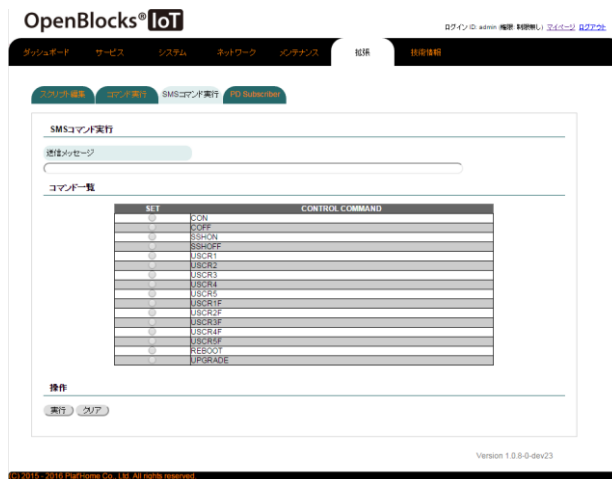 OpenBlocks® IoT
ログイン ID: admin (権限: 制限無し) マイページ ログアウト
ダッシュボード サービス システム ネットワーク メンテナンス 拡張 技術情報
スクリプト編集 コマンド実行 SMSコマンド実行 PD Subscriber
SMSコマンド実行
送信メッセージ
コマンド一覧
SET CONTROL COMMAND
CON
COFF
SSHON
SSHOFF
USCR1
USCR2
USCR3
USCR4
USCR5
USCR1F
USCR2F
USCR3F
USCR4F
USCR5F
REBOOT
UPGRADE
操作
実行 クリア
Version 1.0.8-0-dev23
(C) 2015 - 2016 PlatHome Co., Ltd. All rights reserved.